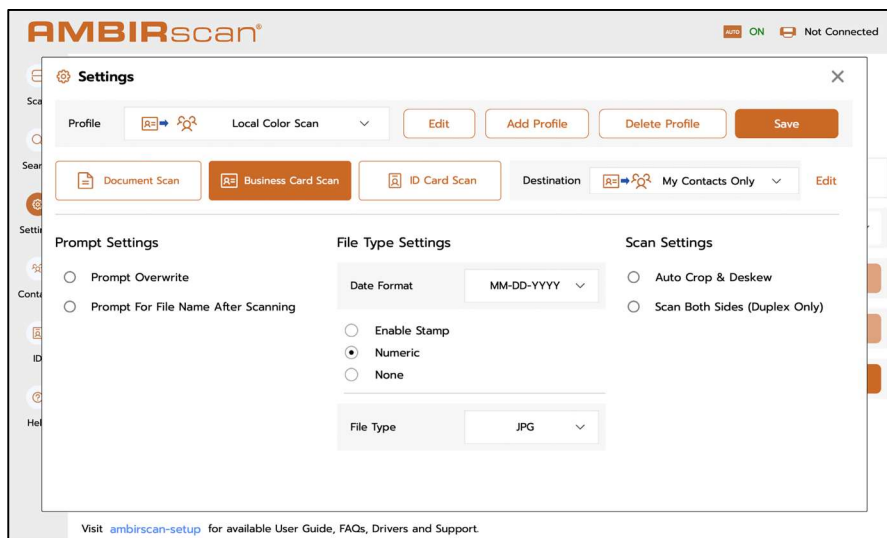 AMBIRscan®
AUTO ON Not Connected
Settings
Profile Local Color Scan Edit Add Profile Delete Profile Save
Document Scan Business Card Scan ID Card Scan Destination My Contacts Only Edit
Prompt Settings File Type Settings Scan Settings
Prompt Overwrite Date Format MM-DD-YYYY Auto Crop & Deskew
Prompt For File Name After Scanning Scan Both Sides (Duplex Only)
Enable Stamp
Numeric
None
File Type JPG
ID
Visit ambirscan-setup for available User Guide, FAQs, Drivers and Support.